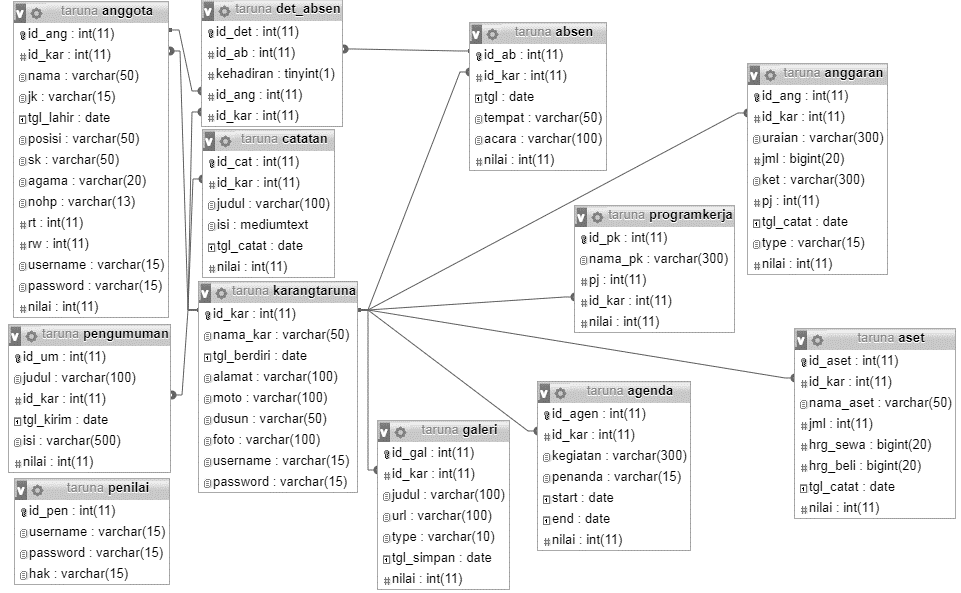 taruna anggota
id_ang : int(11)
id_kar : int(11)
nama : varchar(50)
jk : varchar(15)
tgl_lahir : date
posisi : varchar(50)
sk : varchar(50)
agama : varchar(20)
nohp : varchar(13)
rt : int(11)
rw : int(11)
username : varchar(15)
password : varchar(15)
nilai : int(11)
taruna det_absen
id_det : int(11)
id_ab : int(11)
kehadiran : tinyint(1)
id_ang : int(11)
id_kar : int(11)
taruna absen
id_ab : int(11)
id_kar : int(11)
tgl : date
tempat : varchar(50)
acara : varchar(100)
nilai : int(11)
taruna anggaran
id_ang : int(11)
id_kar : int(11)
uraian : varchar(300)
jml : bigint(20)
ket : varchar(300)
pj : int(11)
tgl_catat : date
type : varchar(15)
nilai : int(11)
taruna catatan
id_cat : int(11)
id_kar : int(11)
judul : varchar(100)
isi : mediumtext
tgl_catat : date
nilai : int(11)
taruna programkerja
id_pk : int(11)
nama_pk : varchar(300)
pj : int(11)
id_kar : int(11)
nilai : int(11)
taruna karangtaruna
id_kar : int(11)
nama_kar : varchar(50)
tgl_berdiri : date
alamat : varchar(100)
moto : varchar(100)
dusun : varchar(50)
foto : varchar(100)
username : varchar(15)
password : varchar(15)
taruna pengumuman
id_um : int(11)
judul : varchar(100)
id_kar : int(11)
tgl_kirim : date
isi : varchar(500)
nilai : int(11)
taruna aset
id_aset : int(11)
id_kar : int(11)
nama_aset : varchar(50)
jml : int(11)
hrg_sewa : bigint(20)
hrg_beli : bigint(20)
tgl_catat : date
nilai : int(11)
taruna agenda
id_agen : int(11)
id_kar : int(11)
kegiatan : varchar(300)
penanda : varchar(15)
start : date
end : date
nilai : int(11)
taruna galeri
id_gal : int(11)
id_kar : int(11)
judul : varchar(100)
url : varchar(100)
type : varchar(10)
tgl_simpan : date
nilai : int(11)
taruna penilai
id_pen : int(11)
username : varchar(15)
password : varchar(15)
hak : varchar(15)